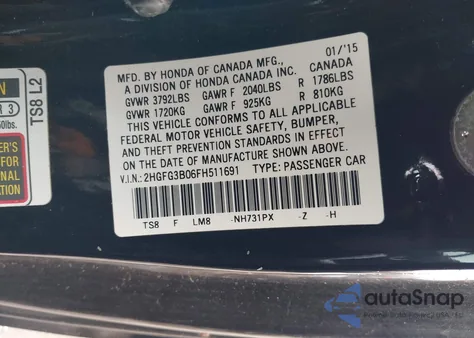 MFD. BY HONDA OF CANADA MFG., 01/'15
A DIVISION OF HONDA CANADA INC. CANADA
GVWR 3792LBS GAWR F 2040LBS R 1786LBS
GVWR 1720KG GAWR F 925KG R 810KG
THIS VEHICLE CONFORMS TO ALL APPLICABLE
FEDERAL MOTOR VEHICLE SAFETY, BUMPER,
AND THEFT PREVENTION STANDARDS IN EFFECT
ON THE DATE OF MANUFACTURE SHOWN ABOVE.
V.I.N.: 2HGFG3B06FH511691 TYPE: PASSENGER CAR
TS8 F LM8 -NH731PX -Z -H
TS8 L2
3
autoSnap